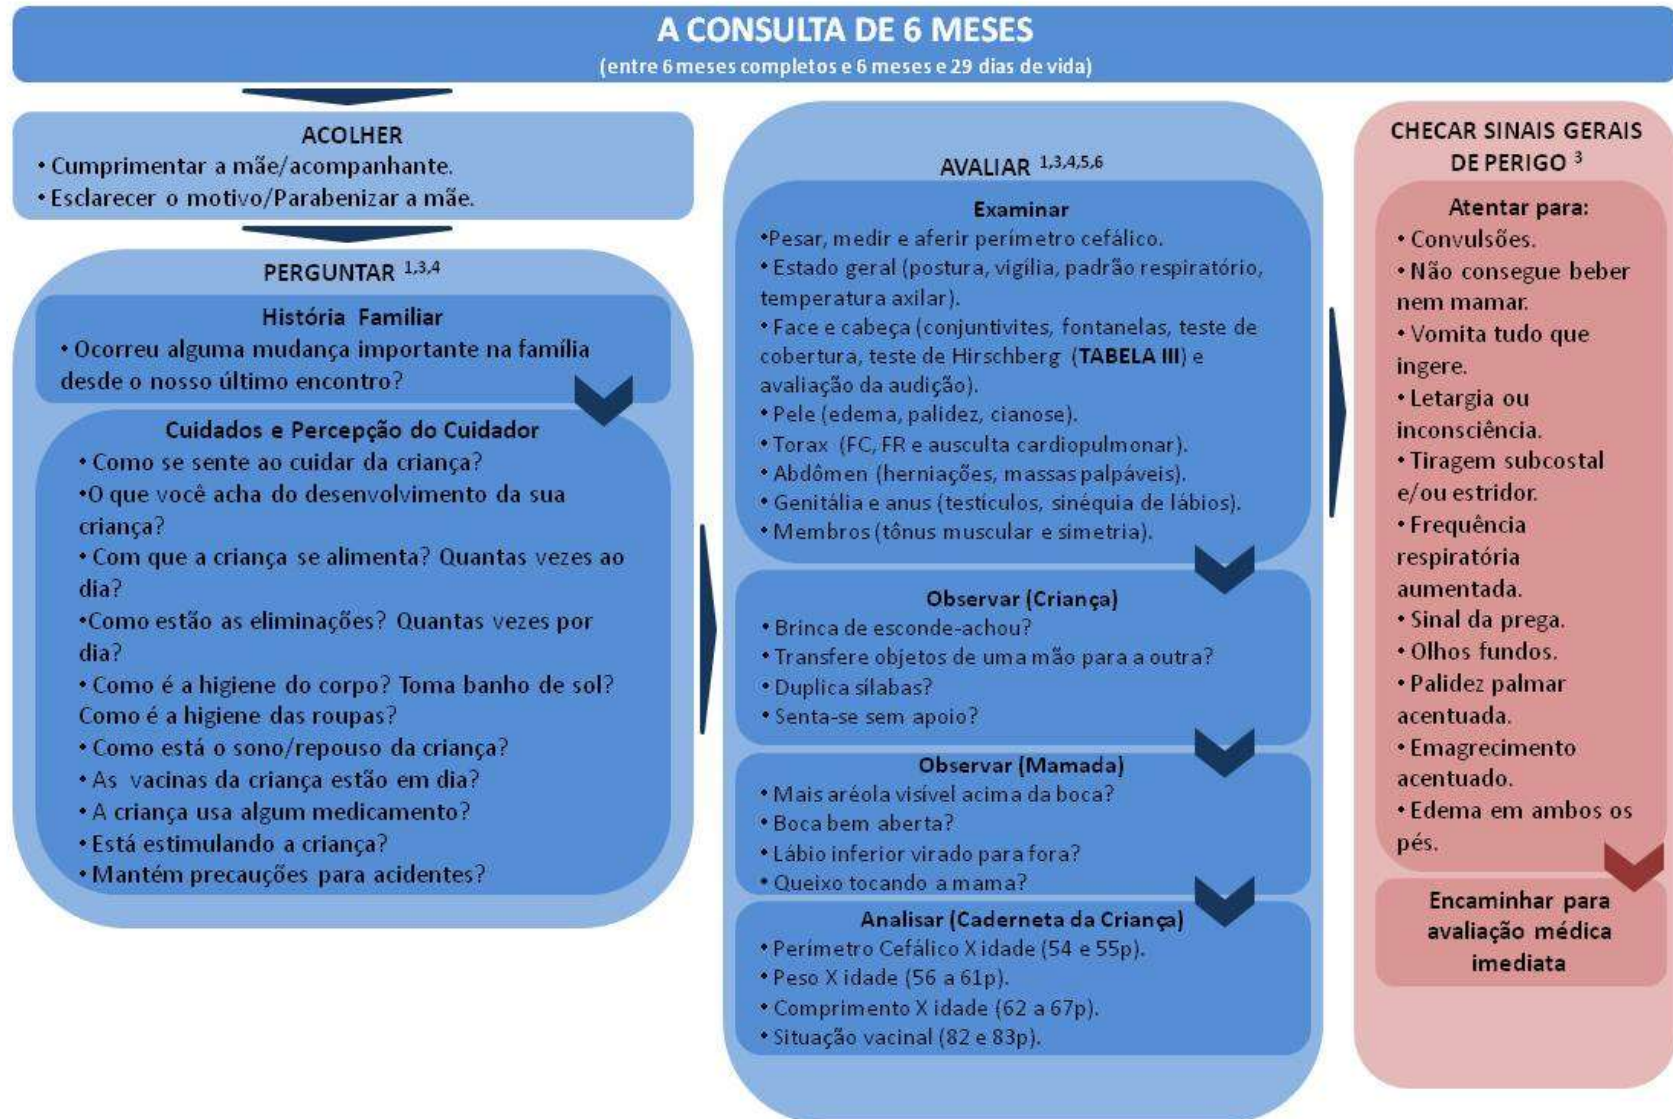 A CONSULTA DE 6 MESES
(entre 6 meses completos e 6 meses e 29 dias de vida)
ACOLHER
• Cumprimentar a mãe/acompanhante.
• Esclarecer o motivo/Parabenizar a mãe.
PERGUNTAR 1,3,4
História Familiar
• Ocorreu alguma mudança importante na família
desde o nosso último encontro?
Cuidados e Percepção do Cuidador
• Como se sente ao cuidar da criança?
•O que você acha do desenvolvimento da sua
criança?
• Com que a criança se alimenta? Quantas vezes ao
dia?
•Como estão as eliminações? Quantas vezes por
dia?
• Como é a higiene do corpo? Toma banho de sol?
Como é a higiene das roupas?
• Como está o sono/repouso da criança?
• As vacinas da criança estão em dia?
• A criança usa algum medicamento?
• Está estimulando a criança?
• Mantém precauções para acidentes?
AVALIAR 1,3,4,5,6
Examinar
•Pesar, medir e aferir perímetro cefálico.
• Estado geral (postura, vigília, padrão respiratório,
temperatura axilar).
• Face e cabeça (conjuntivites, fontanelas, teste de
cobertura, teste de Hirschberg (TABELA III) e
avaliação da audição).
• Pele (edema, palidez, cianose).
• Torax (FC, FR e ausculta cardiopulmonar).
• Abdômen (herniações, massas palpáveis).
• Genitália e anus (testículos, sinéquia de lábios).
• Membros (tônus muscular e simetria).
Observar (Criança)
• Brinca de esconde-achou?
• Transfere objetos de uma mão para a outra?
• Duplica sílabas?
• Senta-se sem apoio?
Observar (Mamada)
• Mais aréola visível acima da boca?
• Boca bem aberta?
• Lábio inferior virado para fora?
• Queixo tocando a mama?
Analisar (Caderneta da Criança)
• Perímetro Cefálico X idade (54 e 55p).
• Peso X idade (56 a 61p).
• Comprimento X idade (62 a 67p).
• Situação vacinal (82 e 83p).
CHECAR SINAIS GERAIS
DE PERIGO 3
Atentar para:
• Convulsões.
• Não consegue beber
nem mamar.
• Vomita tudo que
ingere.
• Letargia ou
inconsciência.
• Tiragem subcostal
e/ou estridor.
• Frequência
respiratória
aumentada.
• Sinal da prega.
• Olhos fundos.
• Palidez palmar
acentuada.
• Emagrecimento
acentuado.
• Edema em ambos os
pés.
Encaminhar para
avaliação médica
imediata